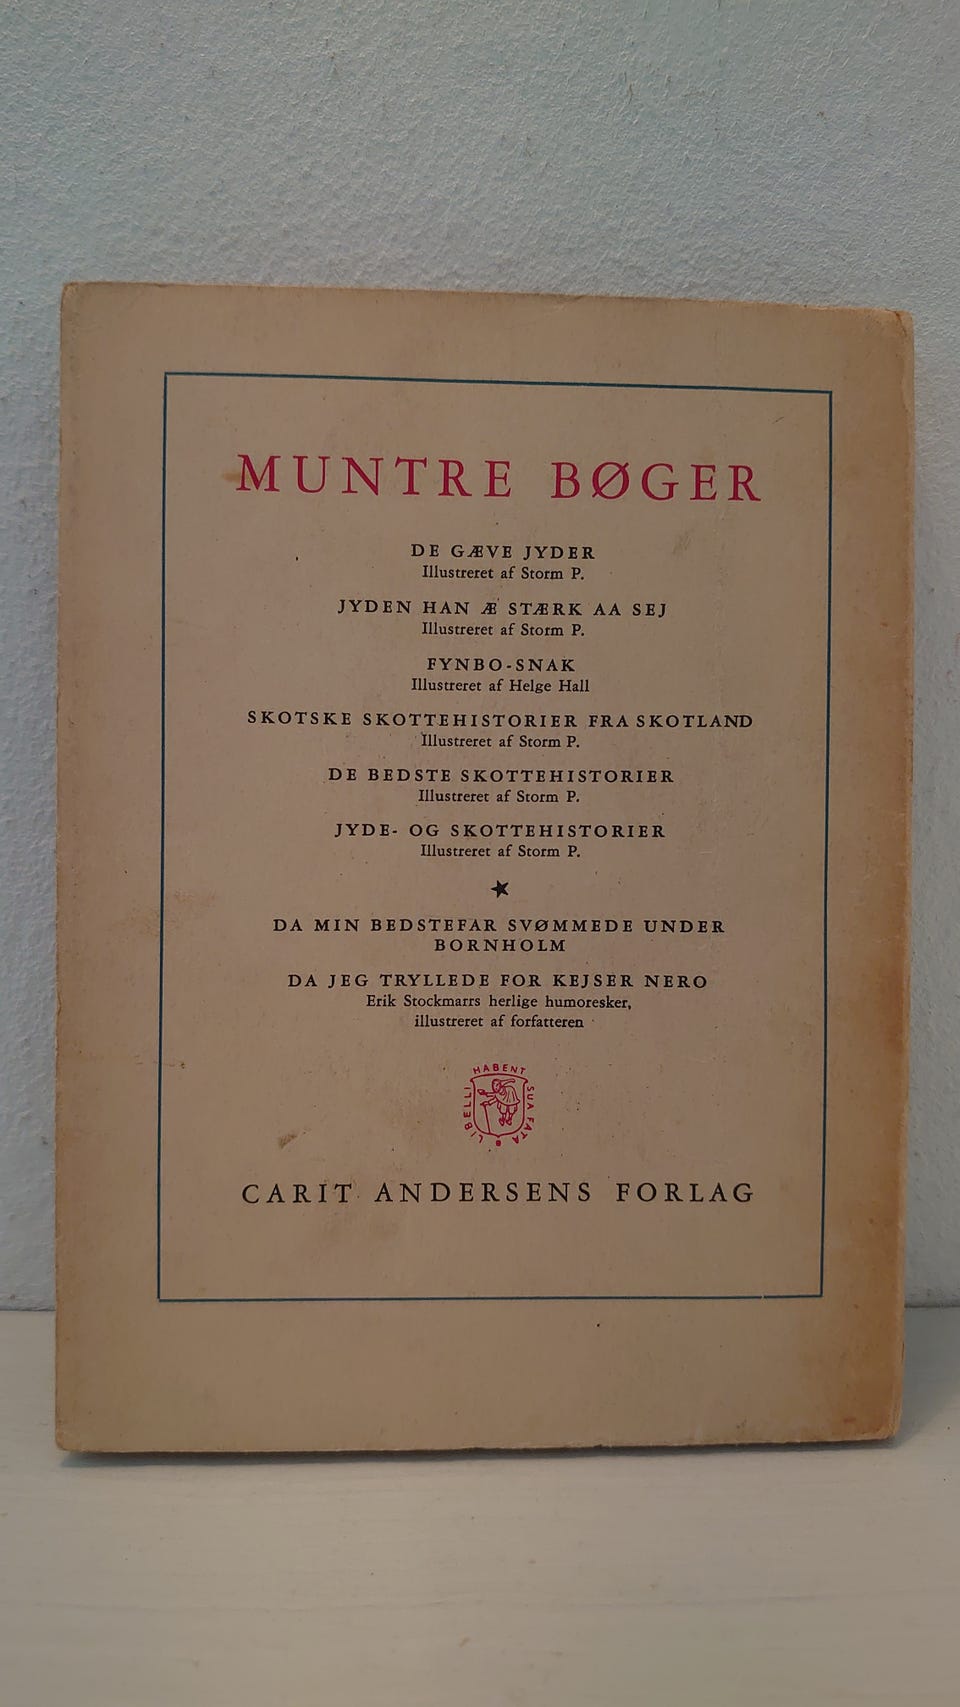 MUNTRE BØGER
DE GÆVE JYDER
Illustreret af Storm P.
JYDEN HAN Æ STÆRK AA SEJ
Illustreret af Storm P.
FYNBO-SNAK
Illustreret af Helge Hall
SKOTSKE SKOTTEHISTORIER FRA SKOTLAND
Illustreret af Storm P.
DE BEDSTE SKOTTEHISTORIER
Illustreret af Storm P.
JYDE- OG SKOTTEHISTORIER
Illustreret af Storm P.
DA MIN BEDSTEFAR SVØMMEDE UNDER
BORNHOLM
DA JEG TRYLLEDE FOR KEJSER NERO
Erik Stockmarrs herlige humoresker,
illustreret af forfatteren
LIBELLI HABENT SUA FATA
CARIT ANDERSENS FORLAG